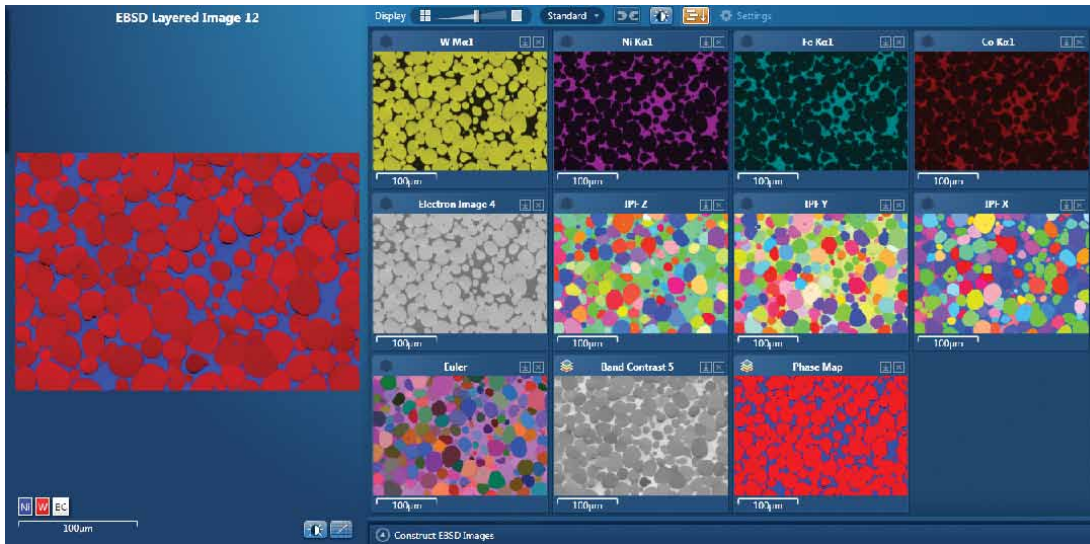 EBSD Layered Image 12
Display
Standard
Settings
W Mα1
Ni Kα1
Fe Kα1
Co Kα1
100µm
100µm
100µm
100µm
Electron Image 4
IPF Z
IPF Y
IPF X
100µm
100µm
100µm
100µm
Euler
Band Contrast 5
Phase Map
100µm
100µm
100µm
Ni W EC
100µm
Construct EBSD Images